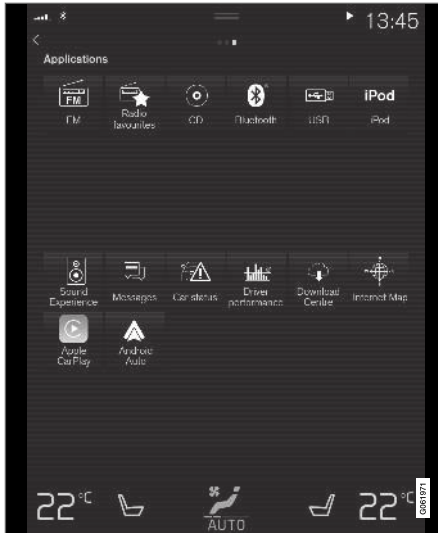 13:45
Applications
FM
iPod
FM
Radio
favourites
CD
Bluetooth
USB
iPod
Sound
Experience
Messages
Car status
Driver
performance
Download
Centre
Internet Map
Apple
CarPlay
Android
Auto
22°C
AUTO
22°C
G061971